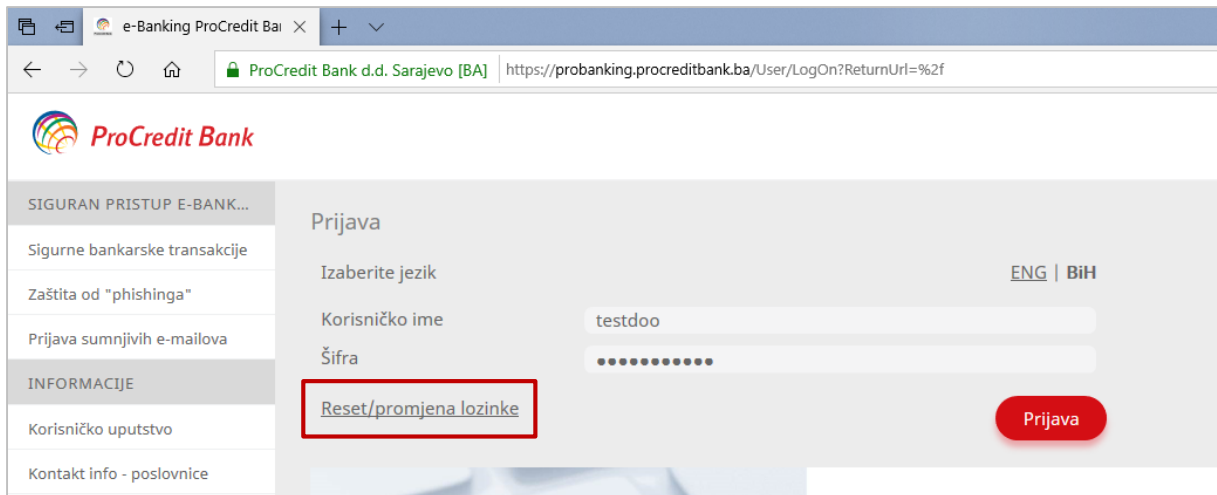 e-Banking ProCredit Ba
ProCredit Bank d.d. Sarajevo [BA] https://probanking.procreditbank.ba/User/LogOn?ReturnUrl=%2f
ProCredit Bank
SIGURAN PRISTUP E-BANK...
Sigurne bankarske transakcije
Zaštita od "phishinga"
Prijava sumnjivih e-mailova
INFORMACIJE
Korisničko uputstvo
Kontakt info - poslovnice
Prijava
Izaberite jezik ENG | BiH
Korisničko ime testdoo
Šifra ●●●●●●●●●●●
Reset/promjena lozinke
Prijava